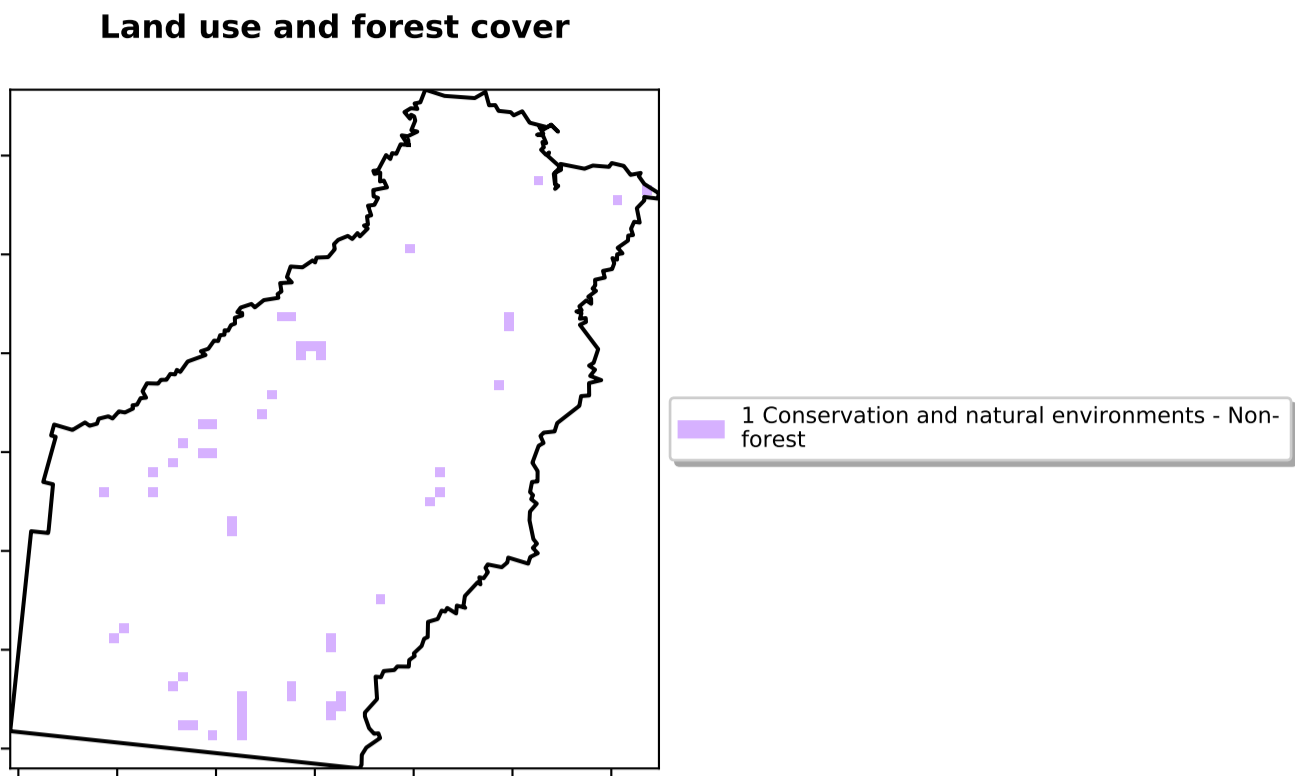 Land use and forest cover
1 Conservation and natural environments - Non-
forest